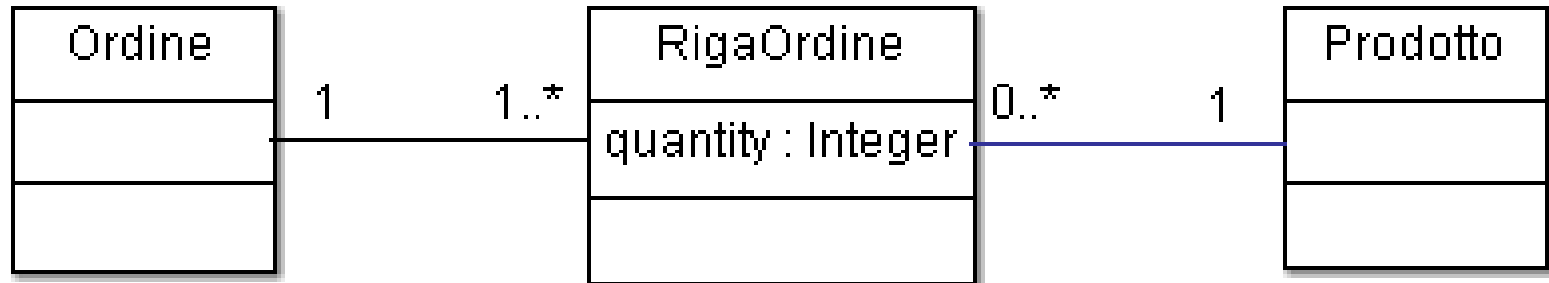 Ordine
RigaOrdine
Prodotto
1
1..*
0..*
1
quantity : Integer